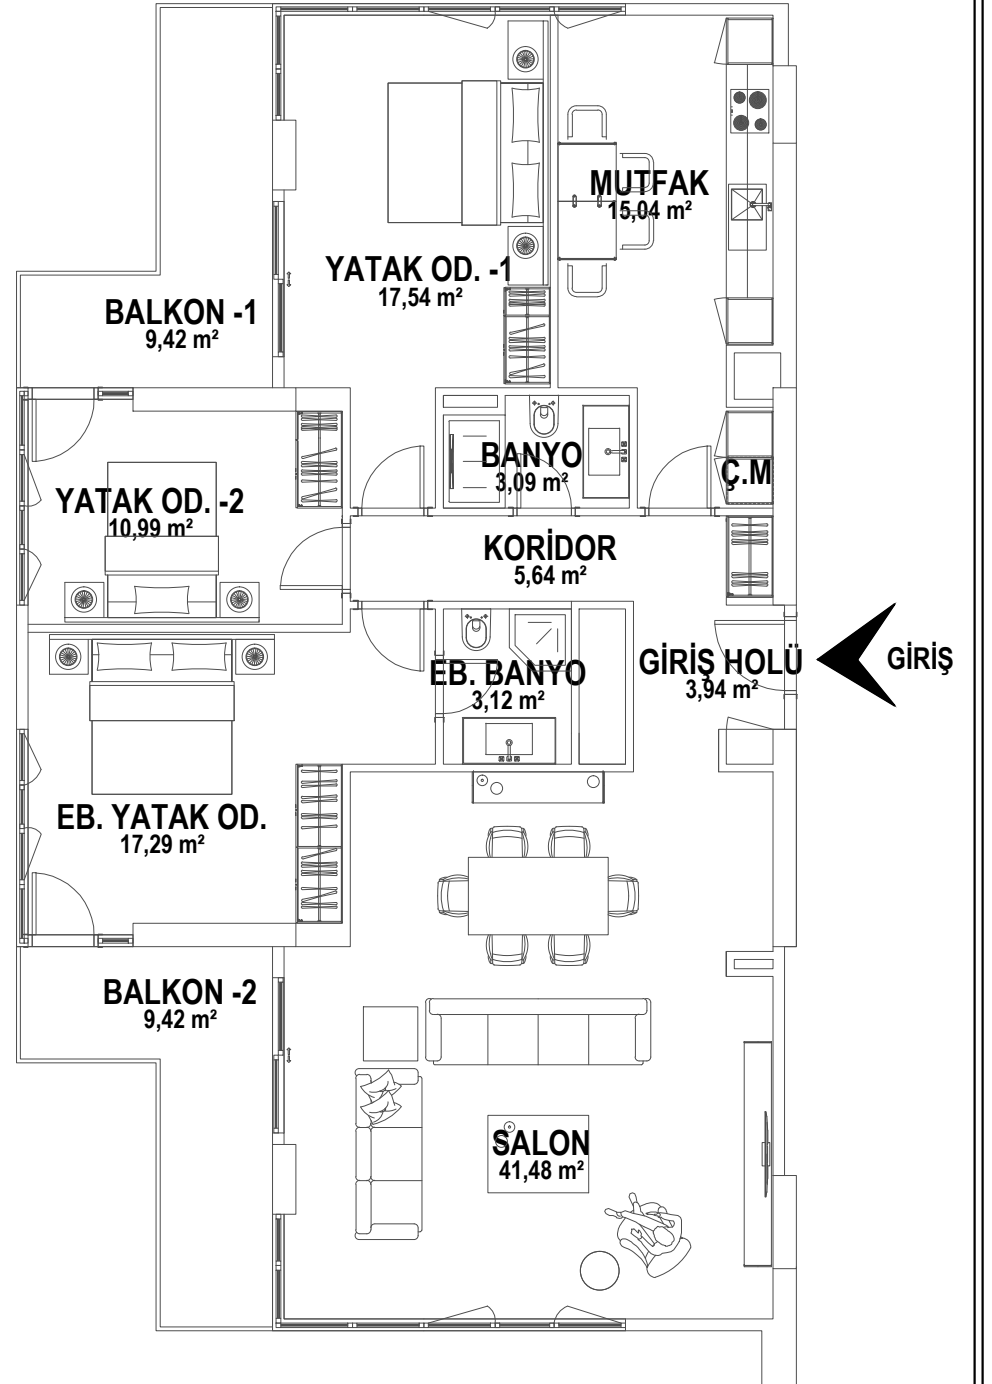 MUTFAK
15,04 m²
YATAK OD. -1
17,54 m²
BALKON -1
9,42 m²
BANYO
3,09 m²
Ç.M
YATAK OD. -2
10,99 m²
KORİDOR
5,64 m²
EB. BANYO
3,12 m²
GİRİŞ HOLÜ
3,94 m²
GİRİŞ
EB. YATAK OD.
17,29 m²
BALKON -2
9,42 m²
SALON
41,48 m²